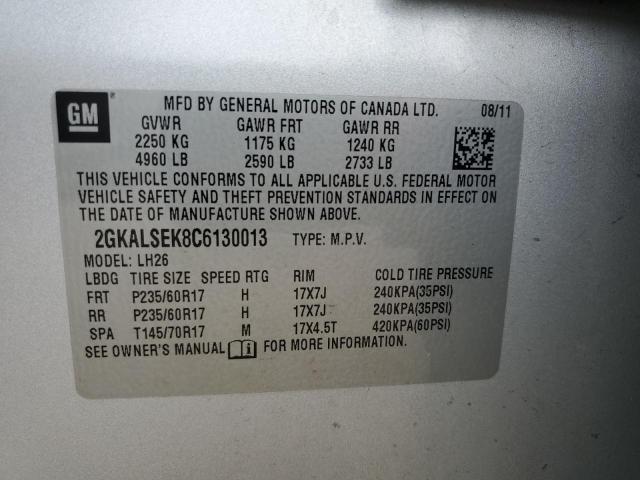 GM
MFD BY GENERAL MOTORS OF CANADA LTD. 08/11
GVWR GAWR FRT GAWR RR
2250 KG 1175 KG 1240 KG
4960 LB 2590 LB 2733 LB
THIS VEHICLE CONFORMS TO ALL APPLICABLE U.S. FEDERAL MOTOR
VEHICLE SAFETY AND THEFT PREVENTION STANDARDS IN EFFECT ON
THE DATE OF MANUFACTURE SHOWN ABOVE.
2GKALSEK8C6130013 TYPE: M.P.V.
MODEL: LH26
LBDG TIRE SIZE SPEED RTG RIM COLD TIRE PRESSURE
FRT P235/60R17 H 17X7J 240KPA(35PSI)
RR P235/60R17 H 17X7J 240KPA(35PSI)
SPA T145/70R17 M 17X4.5T 420KPA(60PSI)
SEE OWNER'S MANUAL FOR MORE INFORMATION.